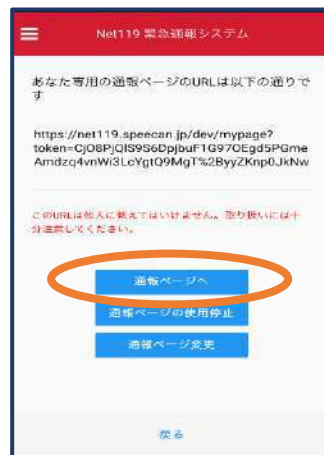 Net119 緊急通報システム
あなた専用の通報ページのURLは以下の通りで
す
https://net119.speecan.jp/dev/mypage?
token=CjO8PjQlS9S6DpjbuF1G97OEgd5PGme
Amdzq4vnWi3LcYgtQ9MgT%2ByyZKnp0JkNw
このURLは他人に教えてはいけません。取り扱いには十
分注意してください。
通報ページへ
通報ページの使用停止
通報ページ変更
戻る